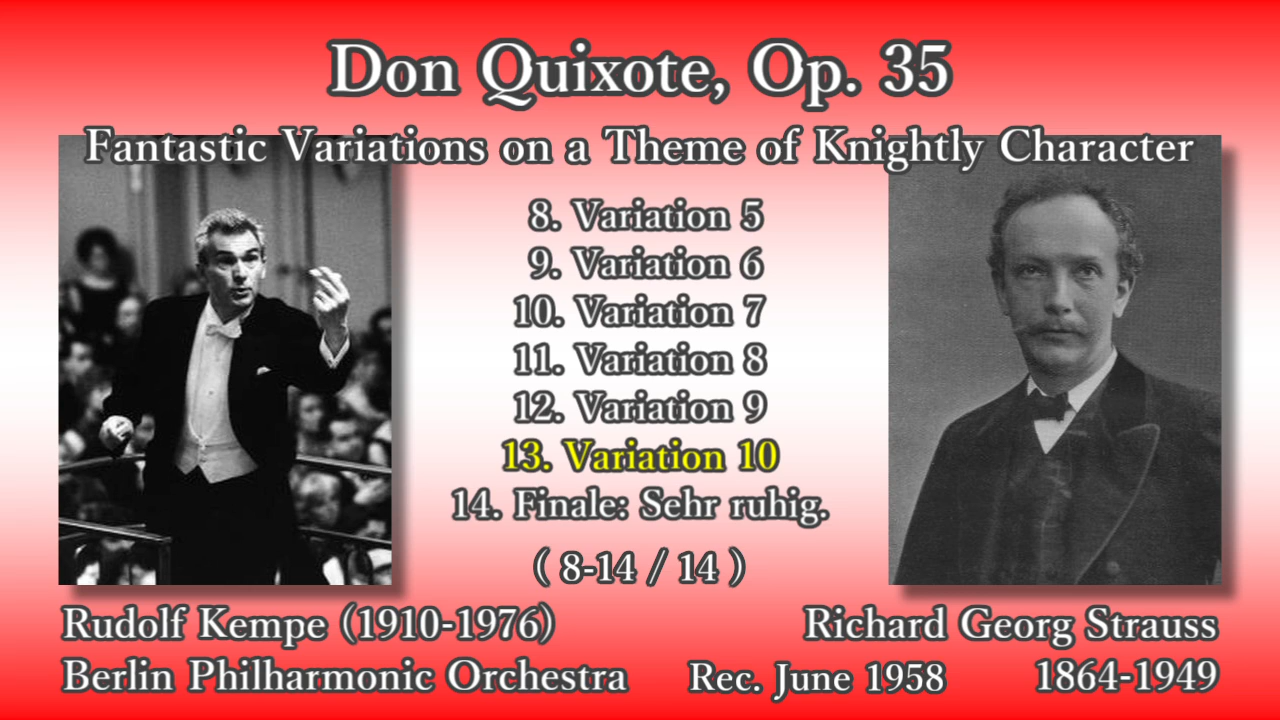 Don Quixote, Op. 35
Fantastic Variations on a Theme of Knightly Character
8. Variation 5
9. Variation 6
10. Variation 7
11. Variation 8
12. Variation 9
13. Variation 10
14. Finale: Sehr ruhig.
( 8-14 / 14 )
Rudolf Kempe (1910-1976)
Richard Georg Strauss
Berlin Philharmonic Orchestra
Rec. June 1958
1864-1949